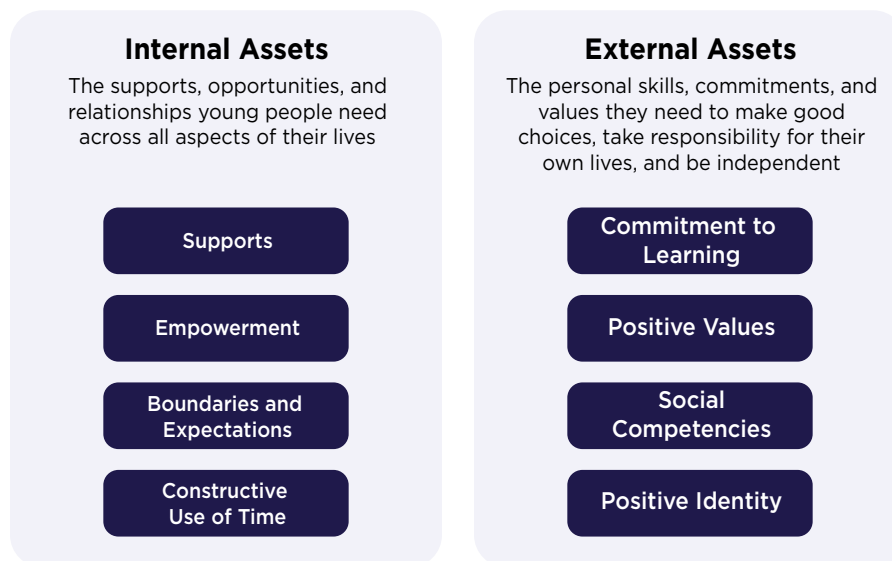 Internal Assets
The supports, opportunities, and
relationships young people need
across all aspects of their lives
Supports
Empowerment
Boundaries and
Expectations
Constructive
Use of Time
External Assets
The personal skills, commitments, and
values they need to make good
choices, take responsibility for their
own lives, and be independent
Commitment to
Learning
Positive Values
Social
Competencies
Positive Identity